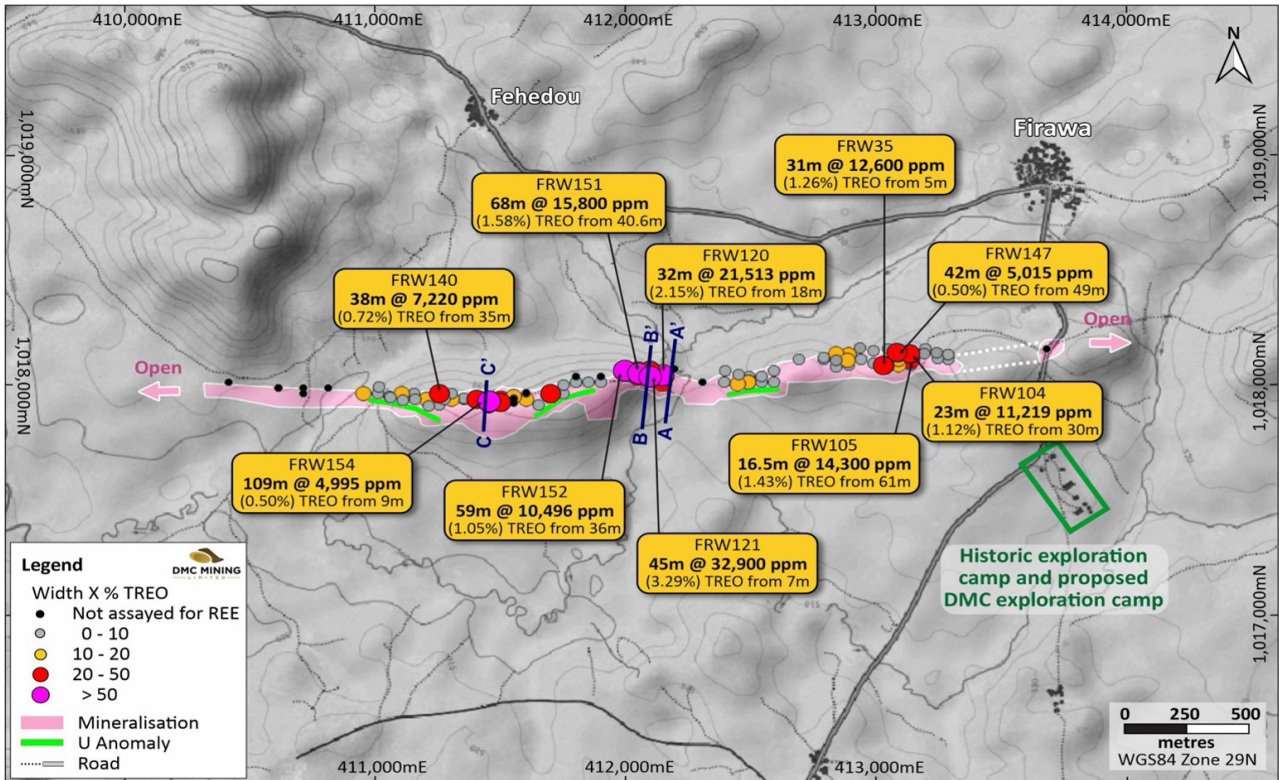 410,000mE
411,000mE
412,000mE
413,000mE
414,000mE
N
1,019,000mN
1,019,000mN
Fehedou
Firawa
FRW35
31m @ 12,600 ppm
(1.26%) TREO from 5m
FRW151
68m @ 15,800 ppm
(1.58%) TREO from 40.6m
FRW120
32m @ 21,513 ppm
(2.15%) TREO from 18m
FRW147
42m @ 5,015 ppm
(0.50%) TREO from 49m
FRW140
38m @ 7,220 ppm
(0.72%) TREO from 35m
Open
Open
B'
A'
C'
1,018,000mN
1,018,000mN
C
B
A
FRW104
23m @ 11,219 ppm
(1.12%) TREO from 30m
FRW105
16.5m @ 14,300 ppm
(1.43%) TREO from 61m
FRW154
109m @ 4,995 ppm
(0.50%) TREO from 9m
FRW152
59m @ 10,496 ppm
(1.05%) TREO from 36m
FRW121
45m @ 32,900 ppm
(3.29%) TREO from 7m
Historic exploration
camp and proposed
DMC exploration camp
1,017,000mN
Legend
DMC MINING
LIMITED
Width X % TREO
Not assayed for REE
0 - 10
10 - 20
20 - 50
> 50
Mineralisation
U Anomaly
Road
0 250 500
metres
WGS84 Zone 29N
411,000mE
412,000mE
413,000mE